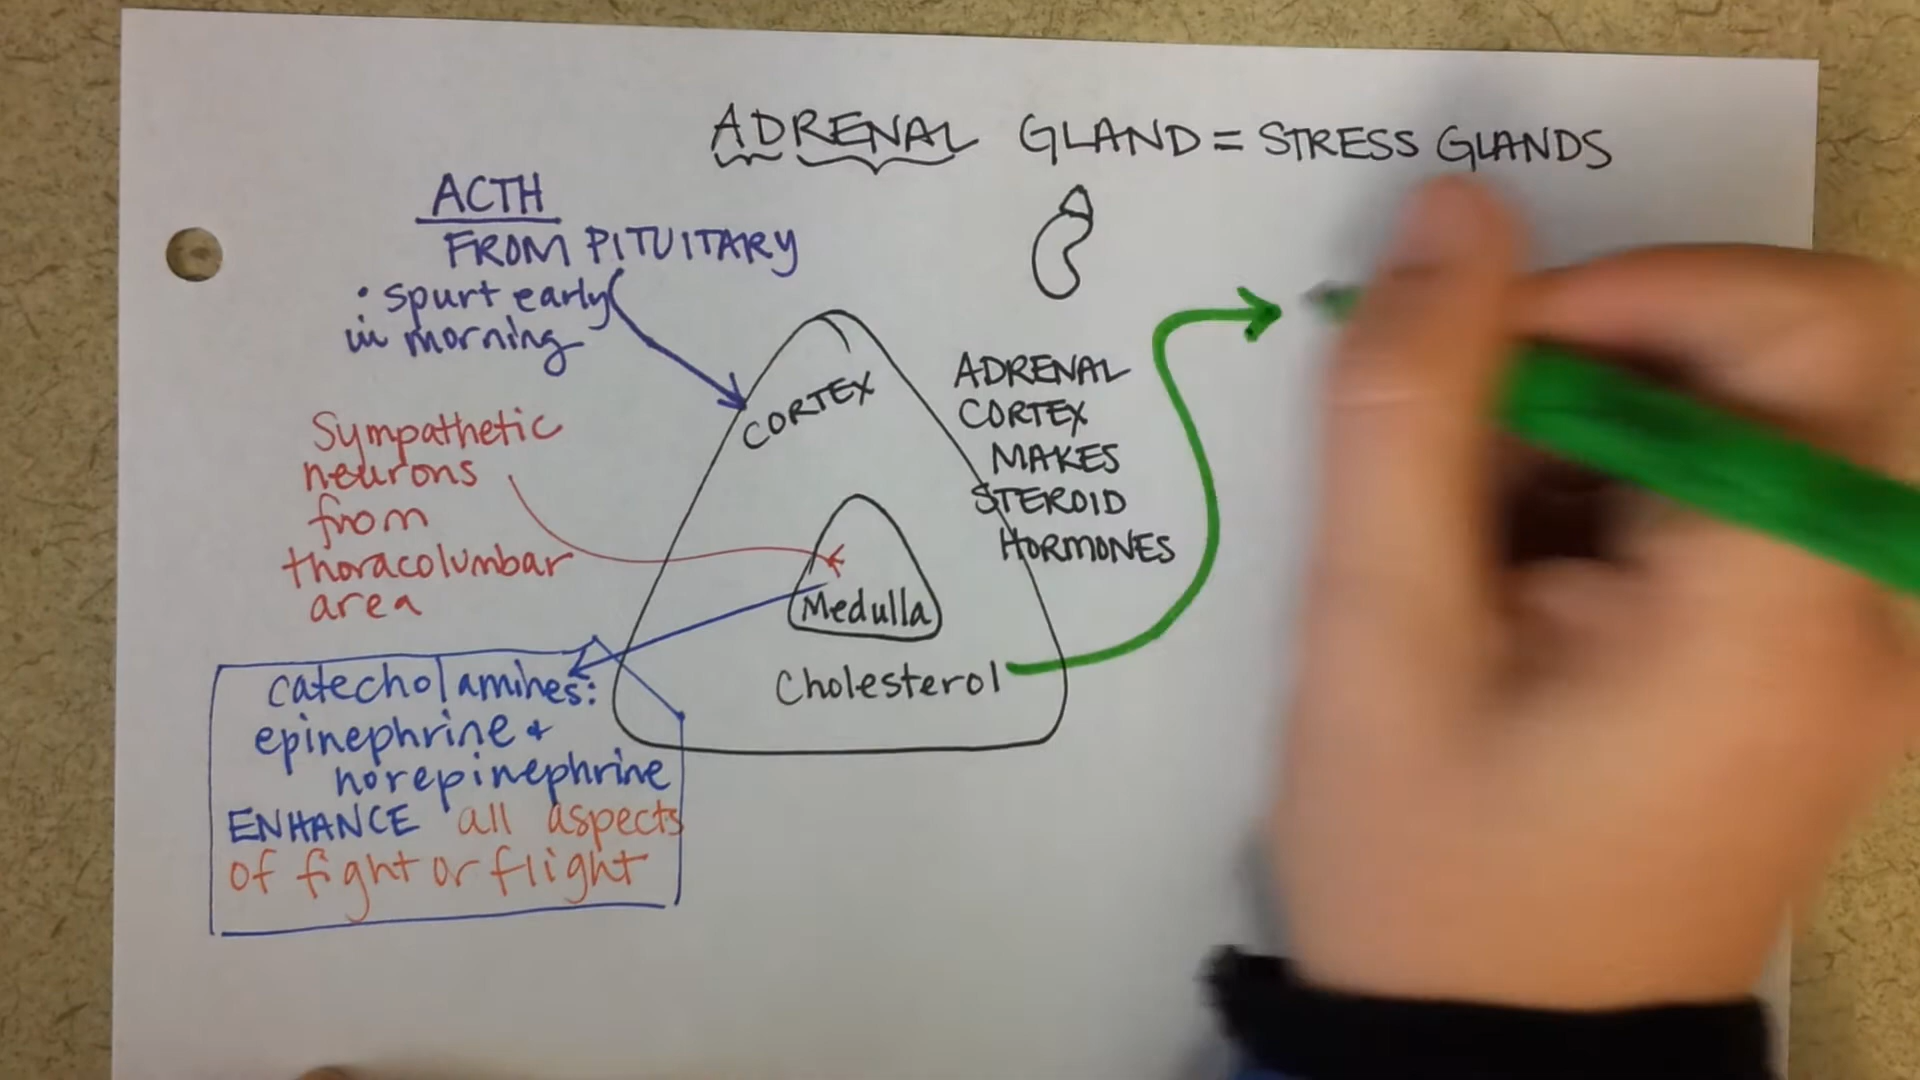 ADRENAL GLAND = STRESS GLANDS
ACTH
FROM PITUITARY
• spurt early
in morning
CORTEX
ADRENAL
CORTEX
MAKES
STEROID
HORMONES
Sympathetic
neurons
from
thoracolumbar
area
Medulla
Cholesterol
catecholamines:
epinephrine +
norepinephrine
ENHANCE all aspects
of fight or flight